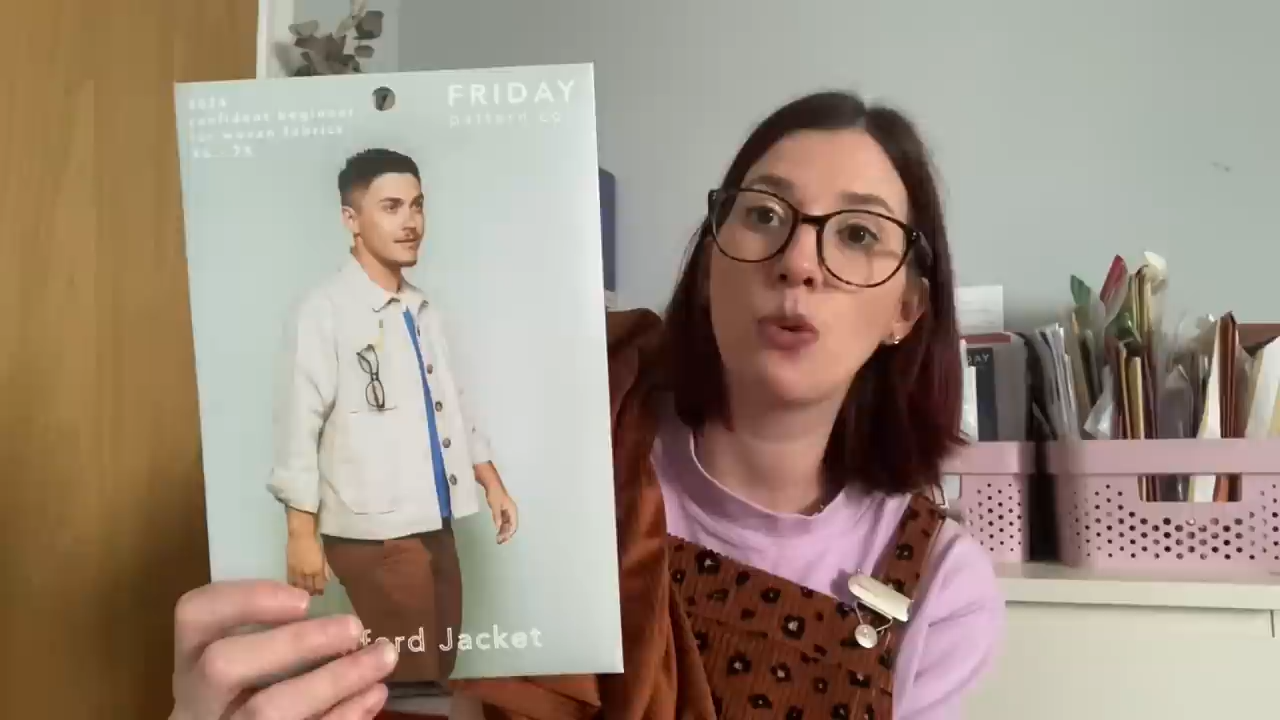 FRIDAY
pattern co.
confident beginner
for woven fabrics
ford Jacket